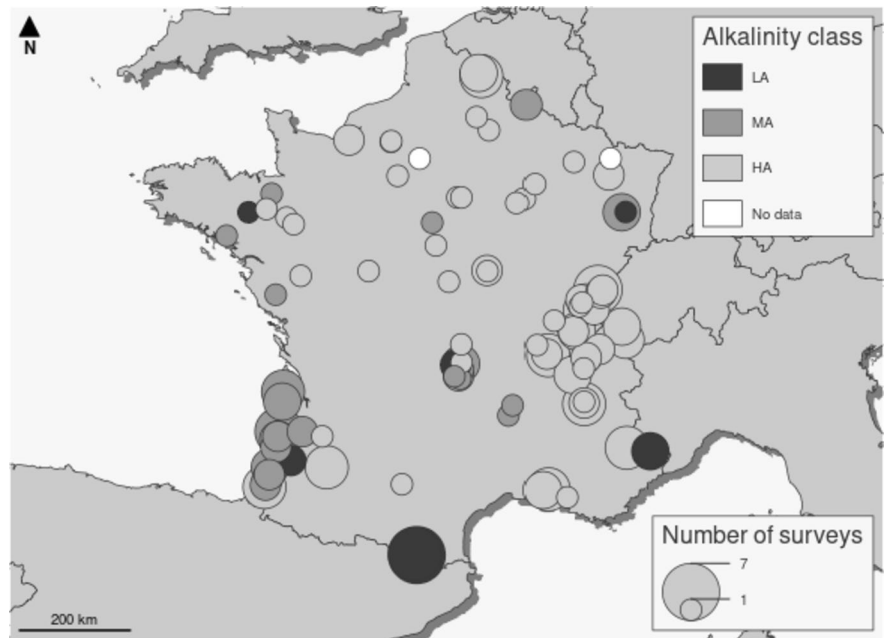 N
Alkalinity class
LA
MA
HA
No data
Number of surveys
7
1
200 km